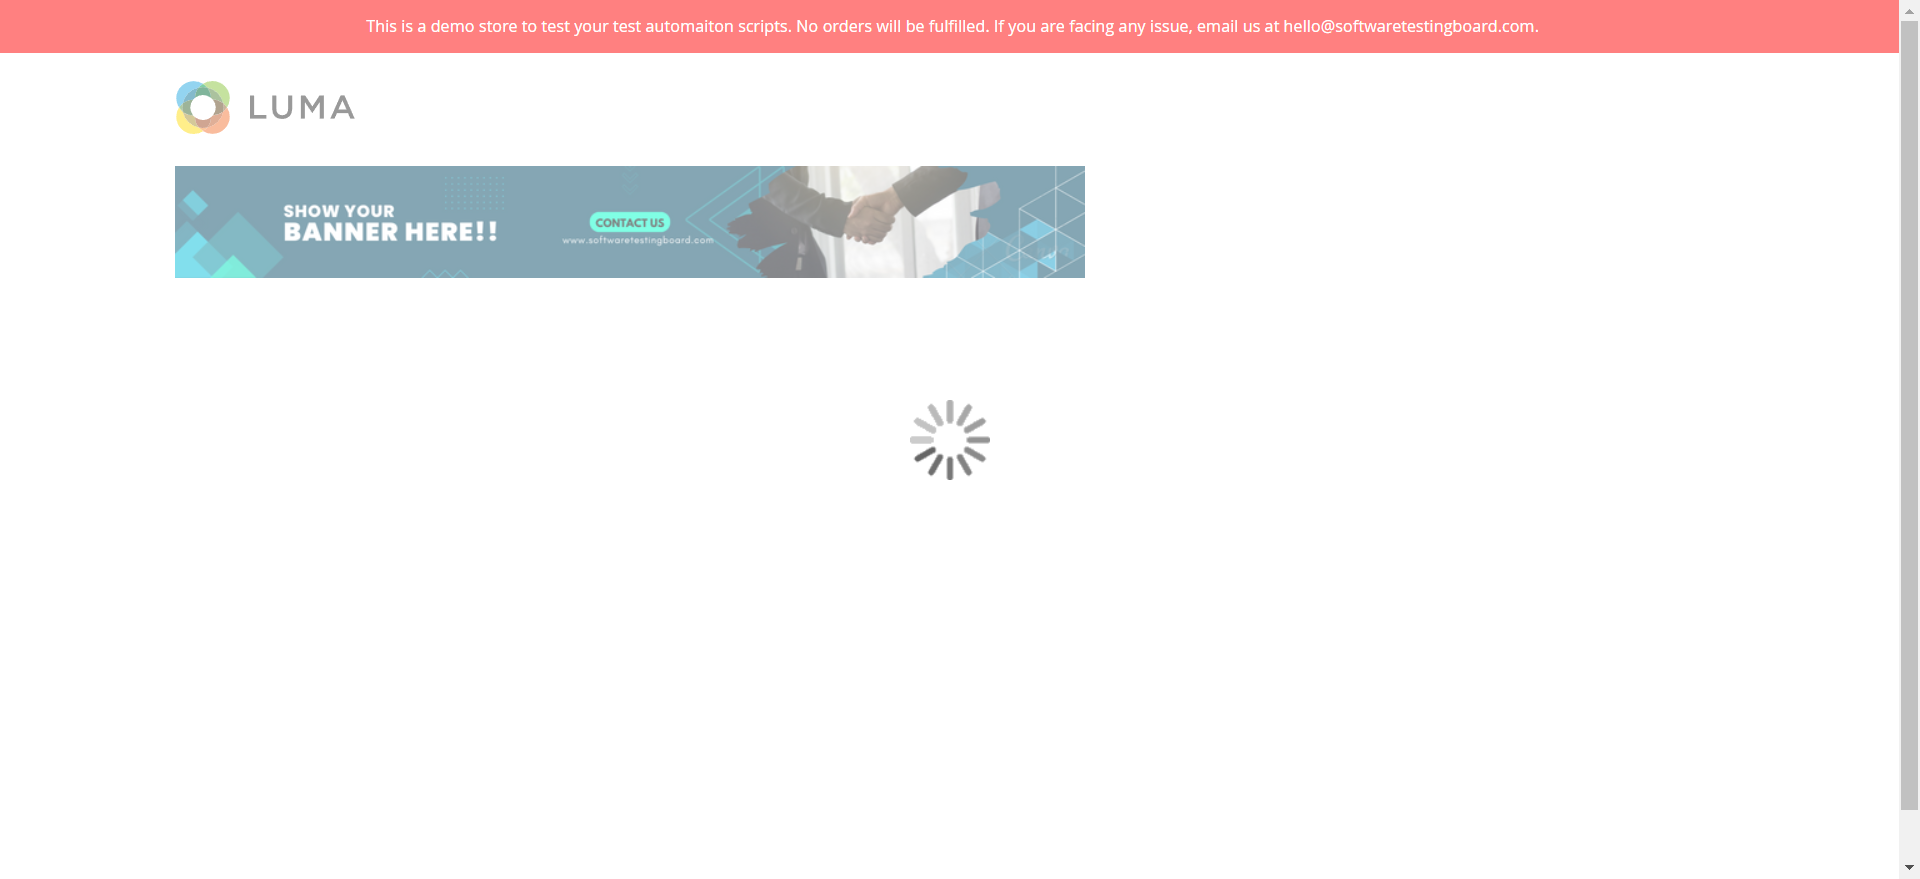 This is a demo store to test your test automaiton scripts. No orders will be fulfilled. If you are facing any issue, email us at hello@softwaretestingboard.com.
LUMA
SHOW YOUR
BANNER HERE!!
CONTACT US
www.softwaretestingboard.com